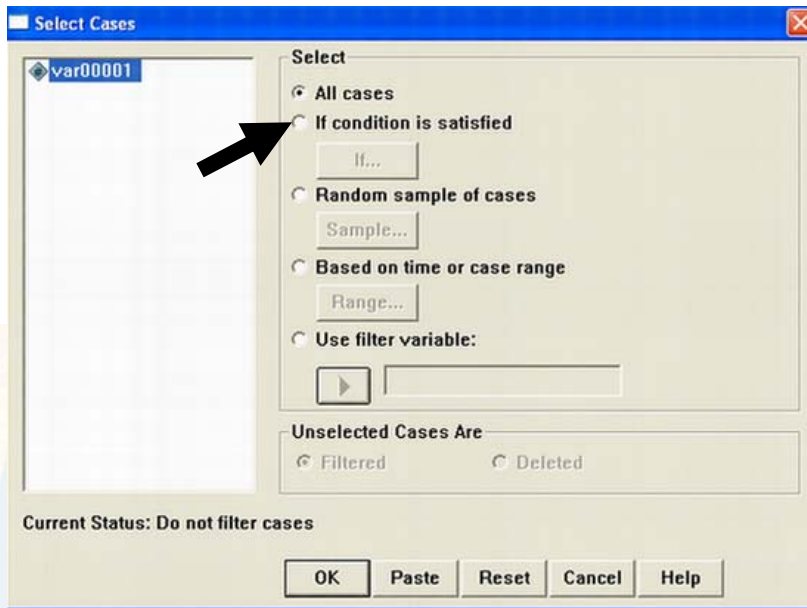 Select Cases
var00001
Select
All cases
If condition is satisfied
If...
Random sample of cases
Sample...
Based on time or case range
Range...
Use filter variable:
Unselected Cases Are
Filtered Deleted
Current Status: Do not filter cases
OK Paste Reset Cancel Help